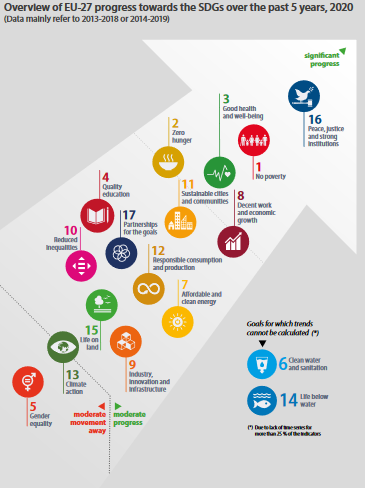 Overview of EU-27 progress towards the SDGs over the past 5 years, 2020
(Data mainly refer to 2013-2018 or 2014-2019)
significant
progress
16
Peace, justice
and strong
institutions
3
Good health
and well-being
2
Zero
hunger
1
No poverty
4
Quality
education
11
Sustainable cities
and communities
8
Decent work
and economic
growth
17
Partnerships
for the goals
10
Reduced
inequalities
12
Responsible consumption
and production
7
Affordable and
clean energy
15
Life on
land
9
Industry,
innovation and
infrastructure
13
Climate
action
5
Gender
equality
moderate
movement
away
moderate
progress
Goals for which trends
cannot be calculated (*)
6 Clean water
and sanitation
14 Life below
water
(*) Due to lack of time series for
more than 25 % of the indicators